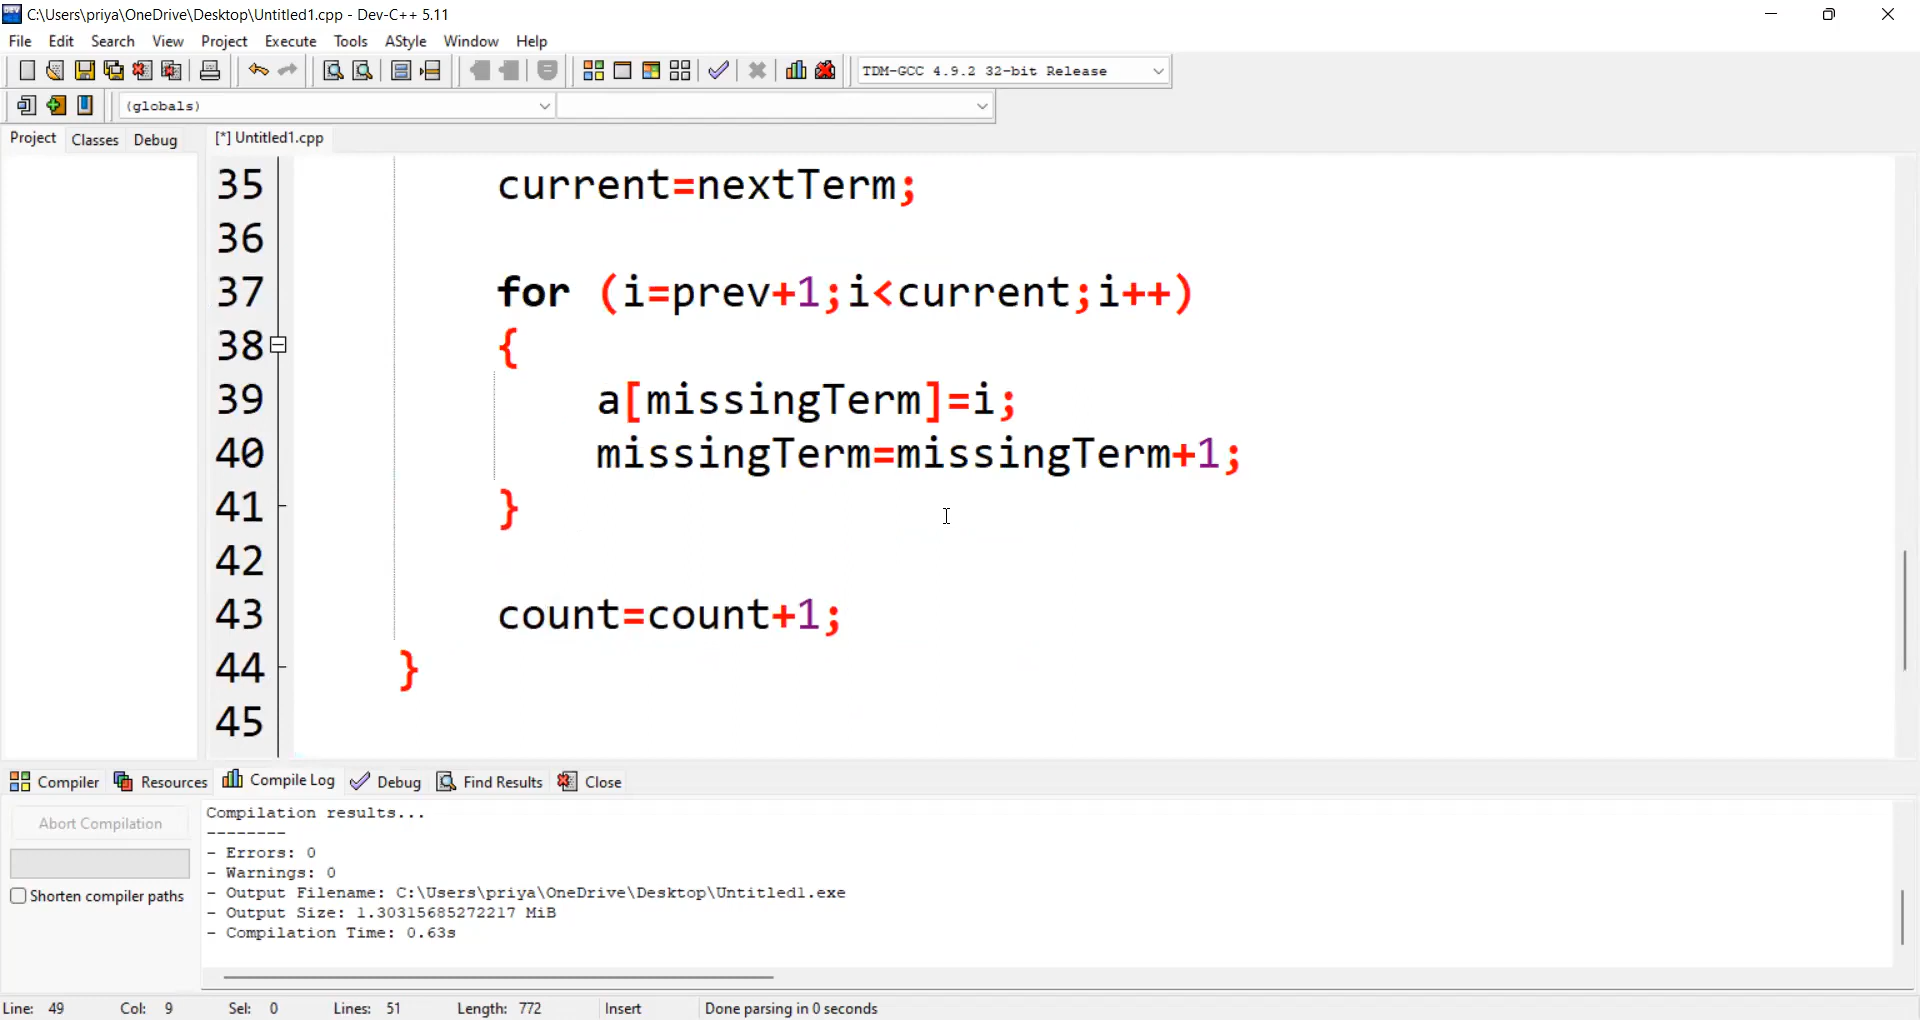 C:\Users\priya\OneDrive\Desktop\Untitled1.cpp - Dev-C++ 5.11
File Edit Search View Project Execute Tools AStyle Window Help
TDM-GCC 4.9.2 32-bit Release
(globals)
Project Classes Debug [*] Untitled1.cpp
35 current=nextTerm;
36
37 for (i=prev+1;i<current;i++)
38 {
39 a[missingTerm]=i;
40 missingTerm=missingTerm+1;
41 }
42
43 count=count+1;
44 }
45
Compiler Resources Compile Log Debug Find Results Close
Abort Compilation
Shorten compiler paths
Compilation results...
--------
- Errors: 0
- Warnings: 0
- Output Filename: C:\Users\priya\OneDrive\Desktop\Untitled1.exe
- Output Size: 1.30315685272217 MiB
- Compilation Time: 0.63s
Line: 49 Col: 9 Sel: 0 Lines: 51 Length: 772 Insert Done parsing in 0 seconds